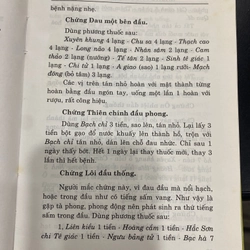 bệnh nặng nhẹ.
Chứng Đau một bên đầu.
Dùng phương thuốc sau:
Xuyên khung 4 lạng - Chu sa 4 lạng - Thạch cao
4 lạng - Long não 4 lạng - Nhân sâm 2 lạng - Cam
thảo 2 lạng (nướng) - Tế tân 2 lạng - Sinh tê giác 1
lạng - Chi tử 1 lạng - A giao (sao) 1 lạng rưỡi - Mạch
đông (bỏ tâm) 3 lạng.
Các vị trên tán nhỏ hoàn với mật thành từng
hoàn bằng đầu ngón tay, uống một lần 1 hoàn với
rượu, rất công hiệu.
Chứng Thiên chính đầu phong.
Dùng Bạch chỉ 3 tiền, sao lên, tán nhỏ. Lại lấy 3
tiền bột gạo đổ nước khuấy lên thành hồ, trộn với
Bạch chỉ tán nhỏ, dán lên chỗ đau nhức. Chỉ sau 1
ngày thấy bớt. Hết 1 ngày lại thay thuốc mới, thay 3
lần thì hết bệnh.
Chứng Lôi đầu thống.
Người mắc chứng này, vì đau đầu mà nổi hạch,
hoặc trong đầu như có tiếng sấm vang. Như vậy là
gặp tà phong, phong động nên phát sinh ra thứ tiếng
sấm trong đầu. Dùng phương thuốc sau:
1. Liên kiều 1 tiền - Hoàng cầm 1 tiền - Hắc Sơn
chi Tê giác 1 tiền - Ngưu bàng tử 1 tiền - Bạc hà 7